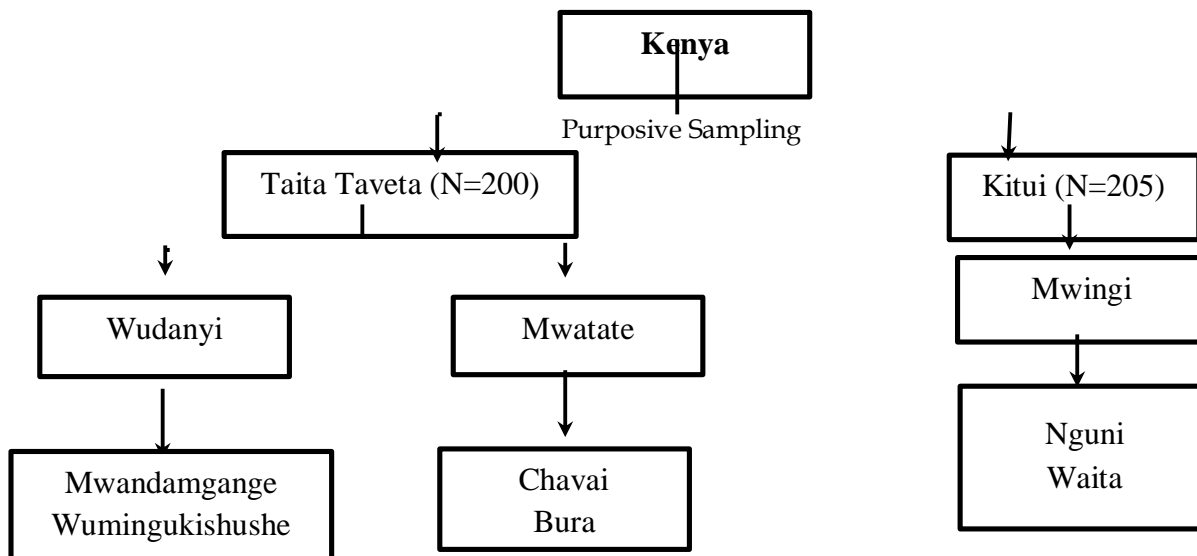 Kenya
Purposive Sampling
Taita Taveta (N=200)
Kitui (N=205)
Wudanyi
Mwatate
Mwingi
Mwandamgange
Wumingukishushe
Chavai
Bura
Nguni
Waita